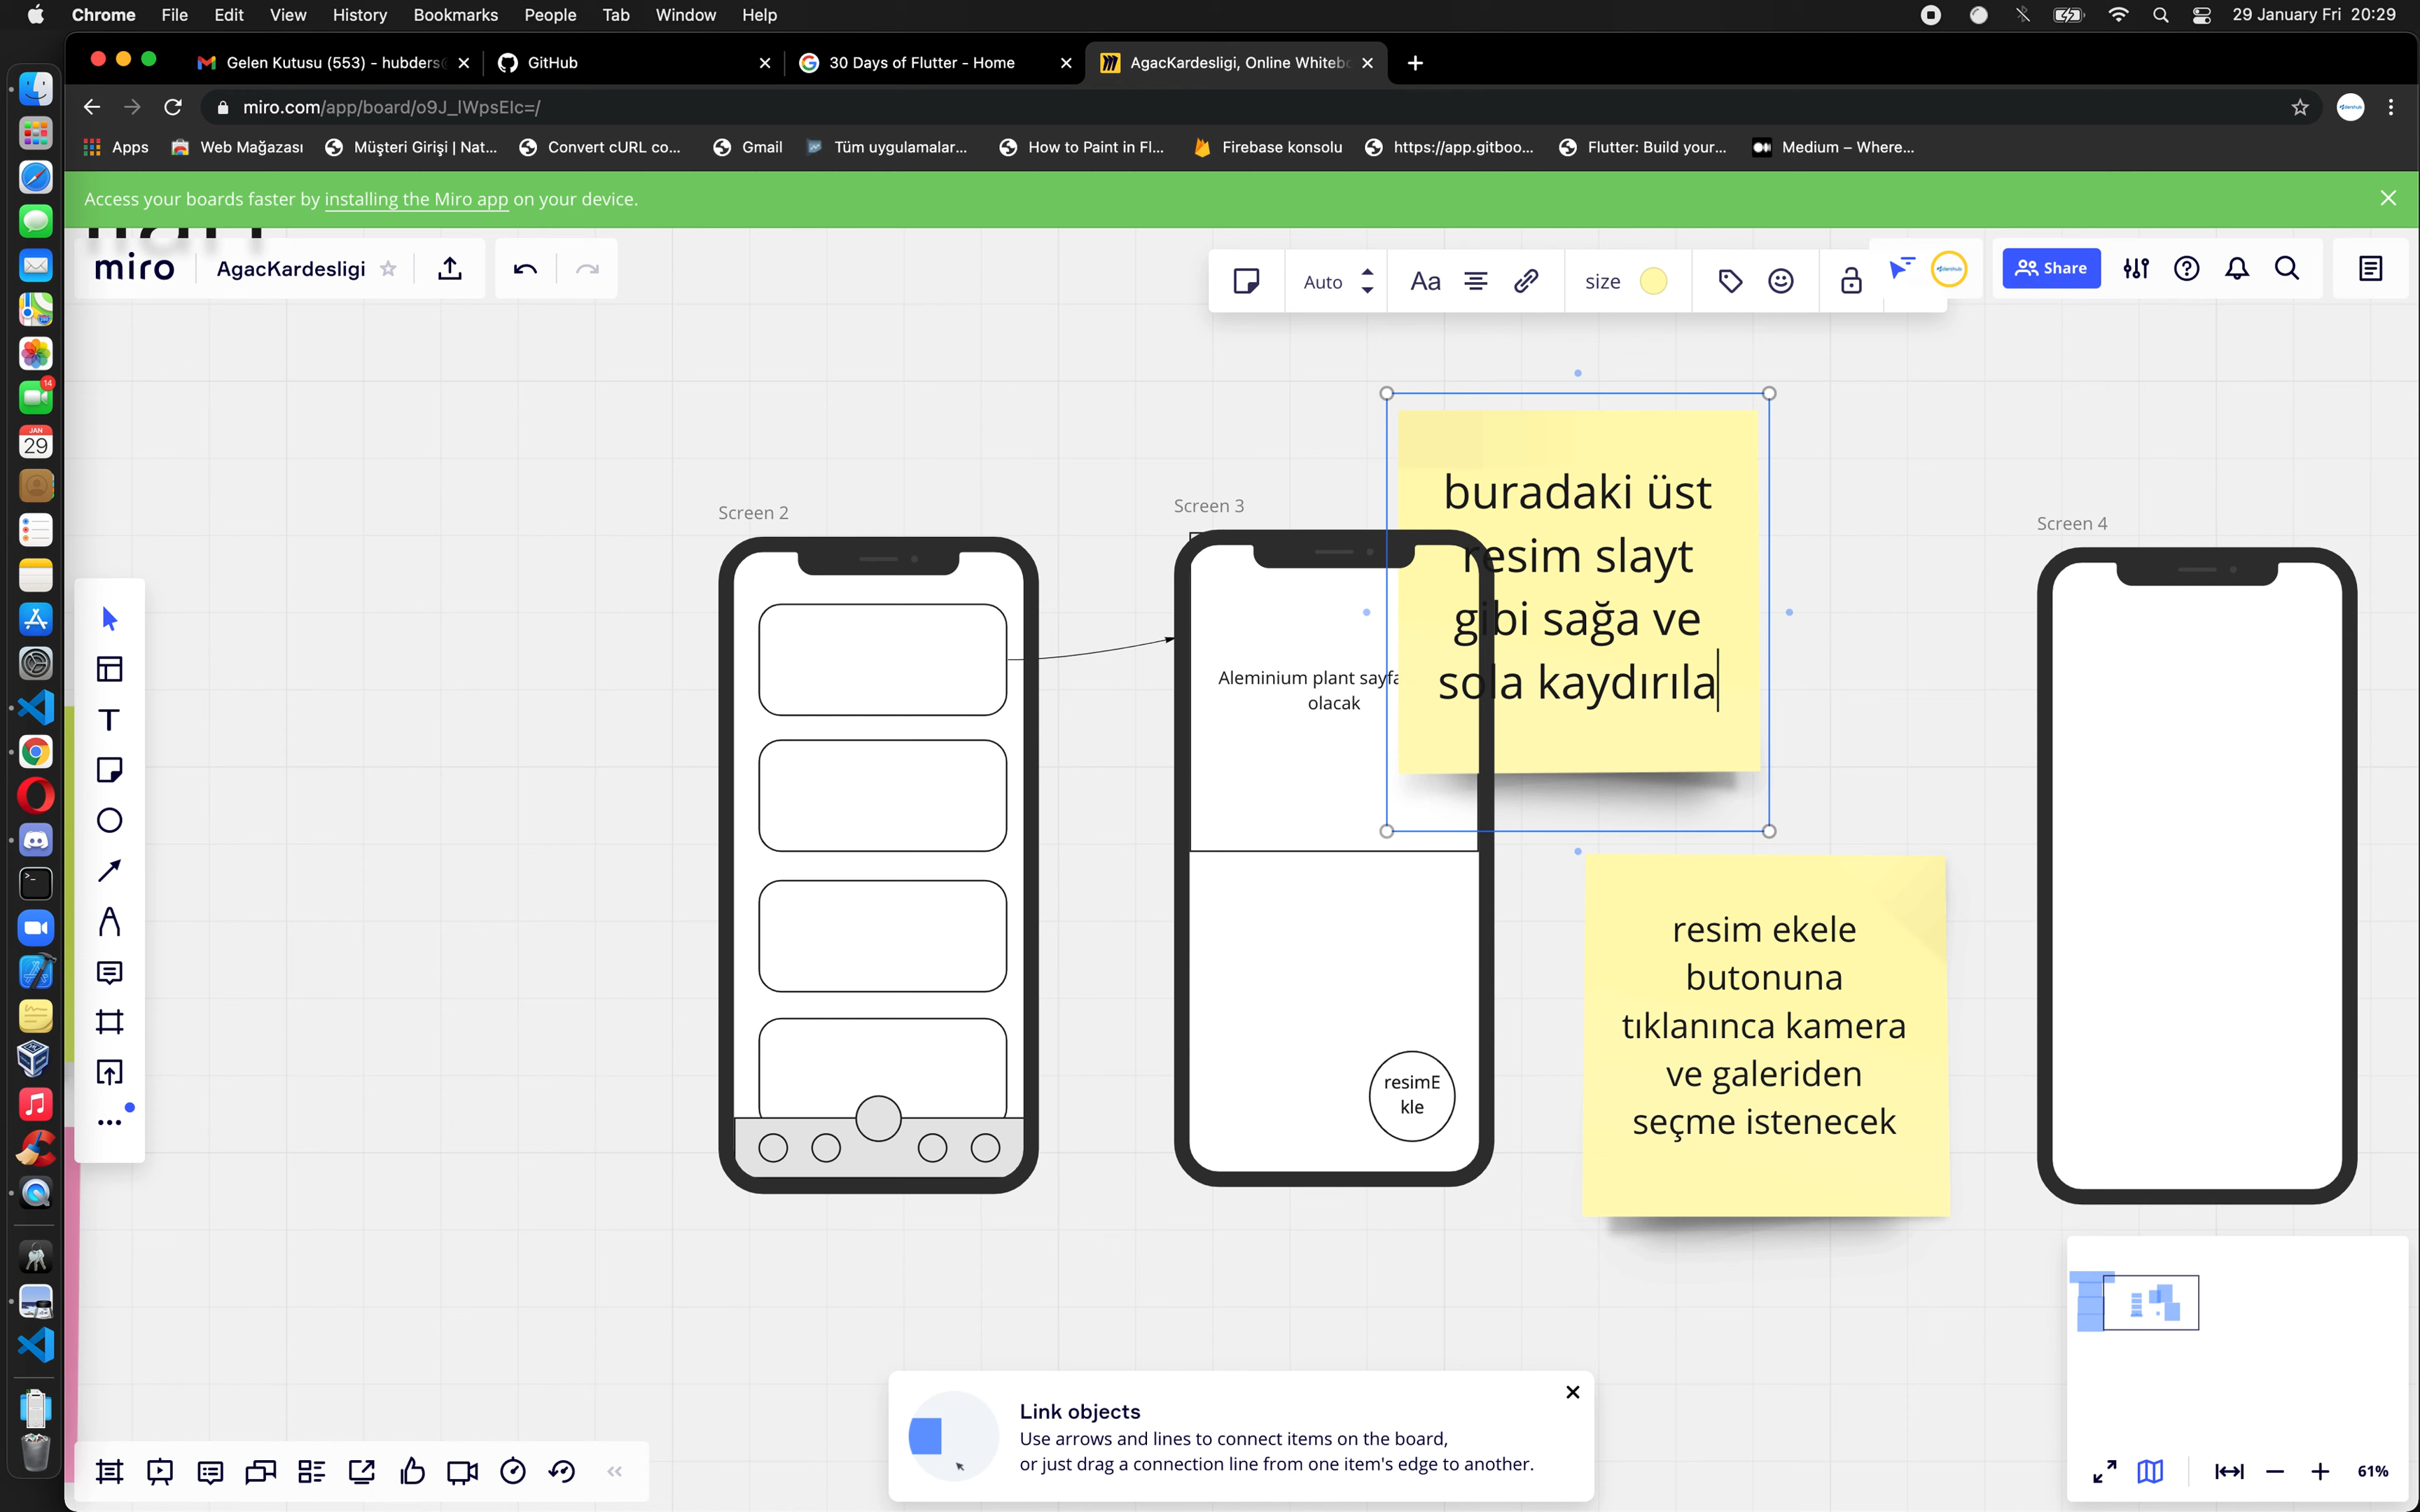 Chrome File Edit View History Bookmarks People Tab Window Help 29 January Fri 20:29
Gelen Kutusu (553) - hubders GitHub 30 Days of Flutter - Home AgacKardesligi, Online Whitebo
miro.com/app/board/o9J_lWpsEIc=/
Apps Web Mağazası Müşteri Girişi | Nat... Convert cURL co... Gmail Tüm uygulamalar... How to Paint in Fl... Firebase konsolu https://app.gitboo... Flutter: Build your... Medium – Where...
Access your boards faster by installing the Miro app on your device.
miro AgacKardesligi
Auto Aa size Share
14
JAN
29
Screen 2
Screen 3
Screen 4
buradaki üst
resim slayt
gibi sağa ve
sola kaydırıla
Aleminium plant sayfa
olacak
resimE
kle
resim ekele
butonuna
tıklanınca kamera
ve galeriden
seçme istenecek
Link objects
Use arrows and lines to connect items on the board,
or just drag a connection line from one item's edge to another.
61%